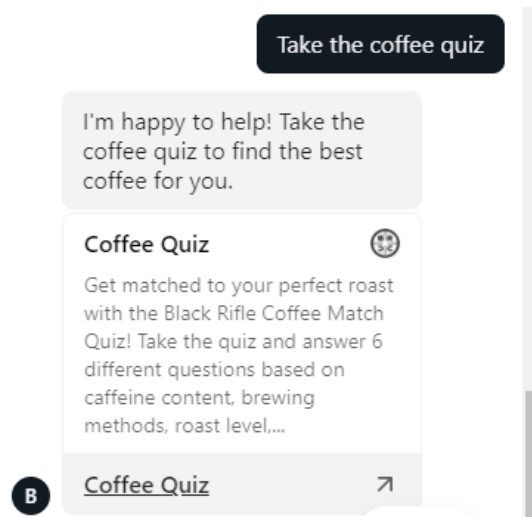 Take the coffee quiz
I'm happy to help! Take the
coffee quiz to find the best
coffee for you.
Coffee Quiz
Get matched to your perfect roast
with the Black Rifle Coffee Match
Quiz! Take the quiz and answer 6
different questions based on
caffeine content, brewing
methods, roast level,...
B
Coffee Quiz